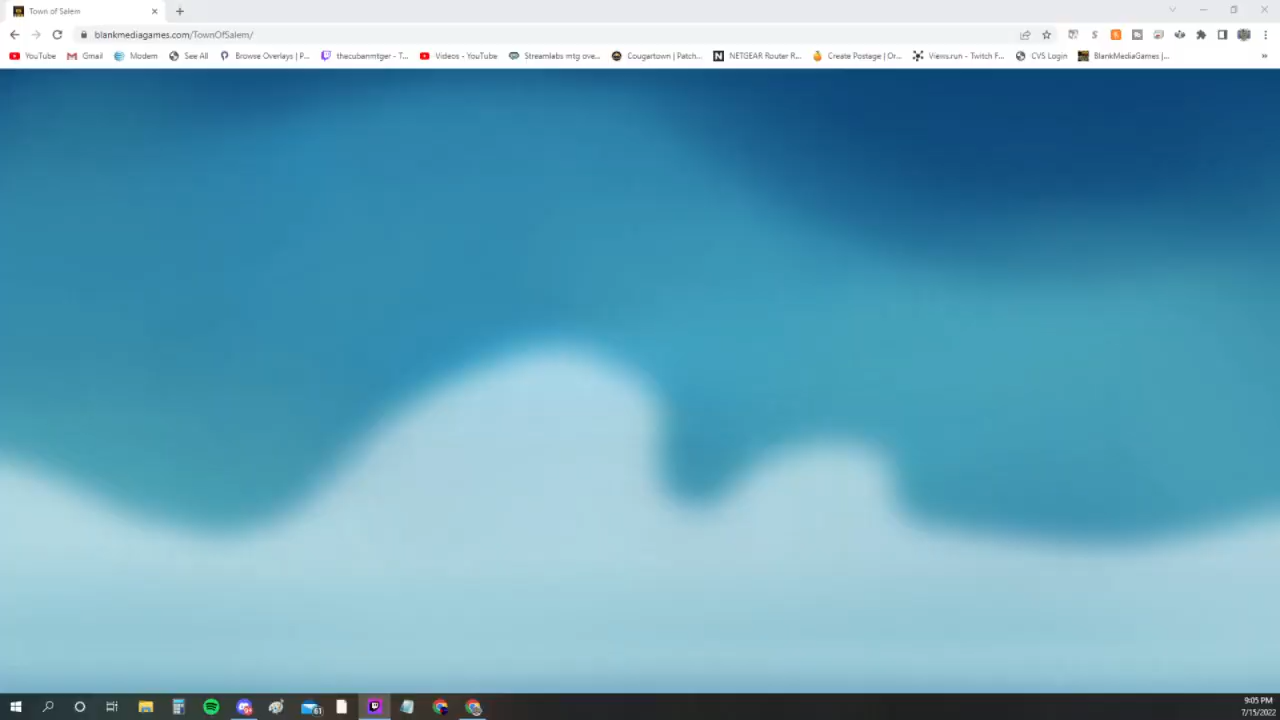 Town of Salem
blankmediagames.com/TownOfSalem/
YouTube Gmail Modem See All Browse Overlays | P... thecubanmtger - T... Videos - YouTube Streamlabs mtg ove... Cougartown | Patch... NETGEAR Router R... Create Postage | Or... Views.run - Twitch F... CVS Login BlankMediaGames |...
61
9:05 PM
7/15/2022